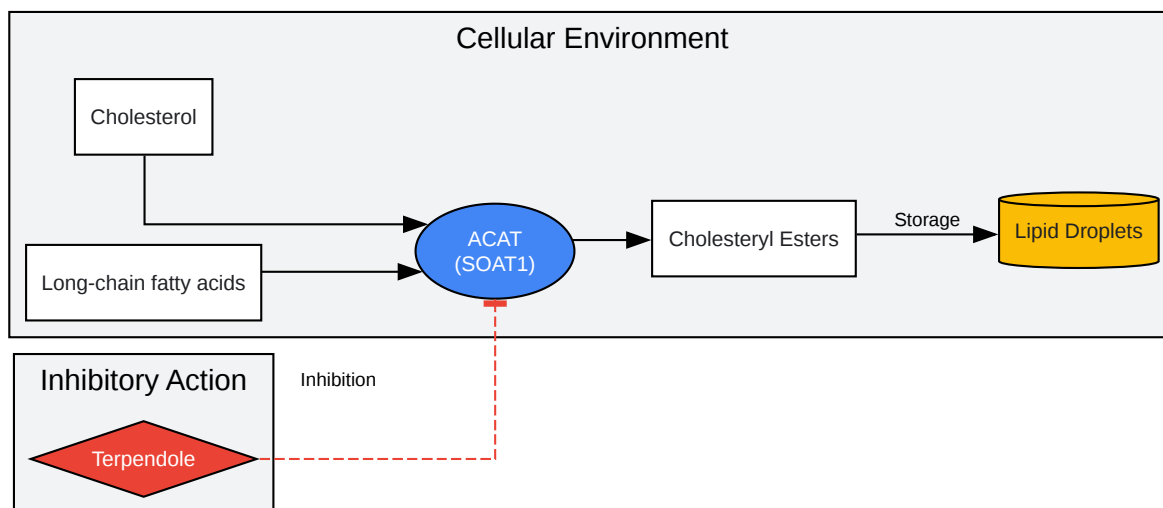 Cellular Environment
Cholesterol
Long-chain fatty acids
ACAT
(SOAT1)
Cholesteryl Esters
Storage
Lipid Droplets
Inhibitory Action
Inhibition
Terpendole